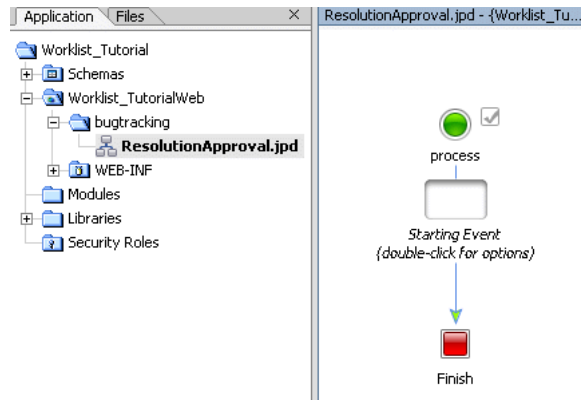 Application Files
Worklist_Tutorial
Schemas
Worklist_TutorialWeb
bugtracking
ResolutionApproval.jpd
WEB-INF
Modules
Libraries
Security Roles
ResolutionApproval.jpd - {Worklist_Tu...
process
Starting Event
(double-click for options)
Finish